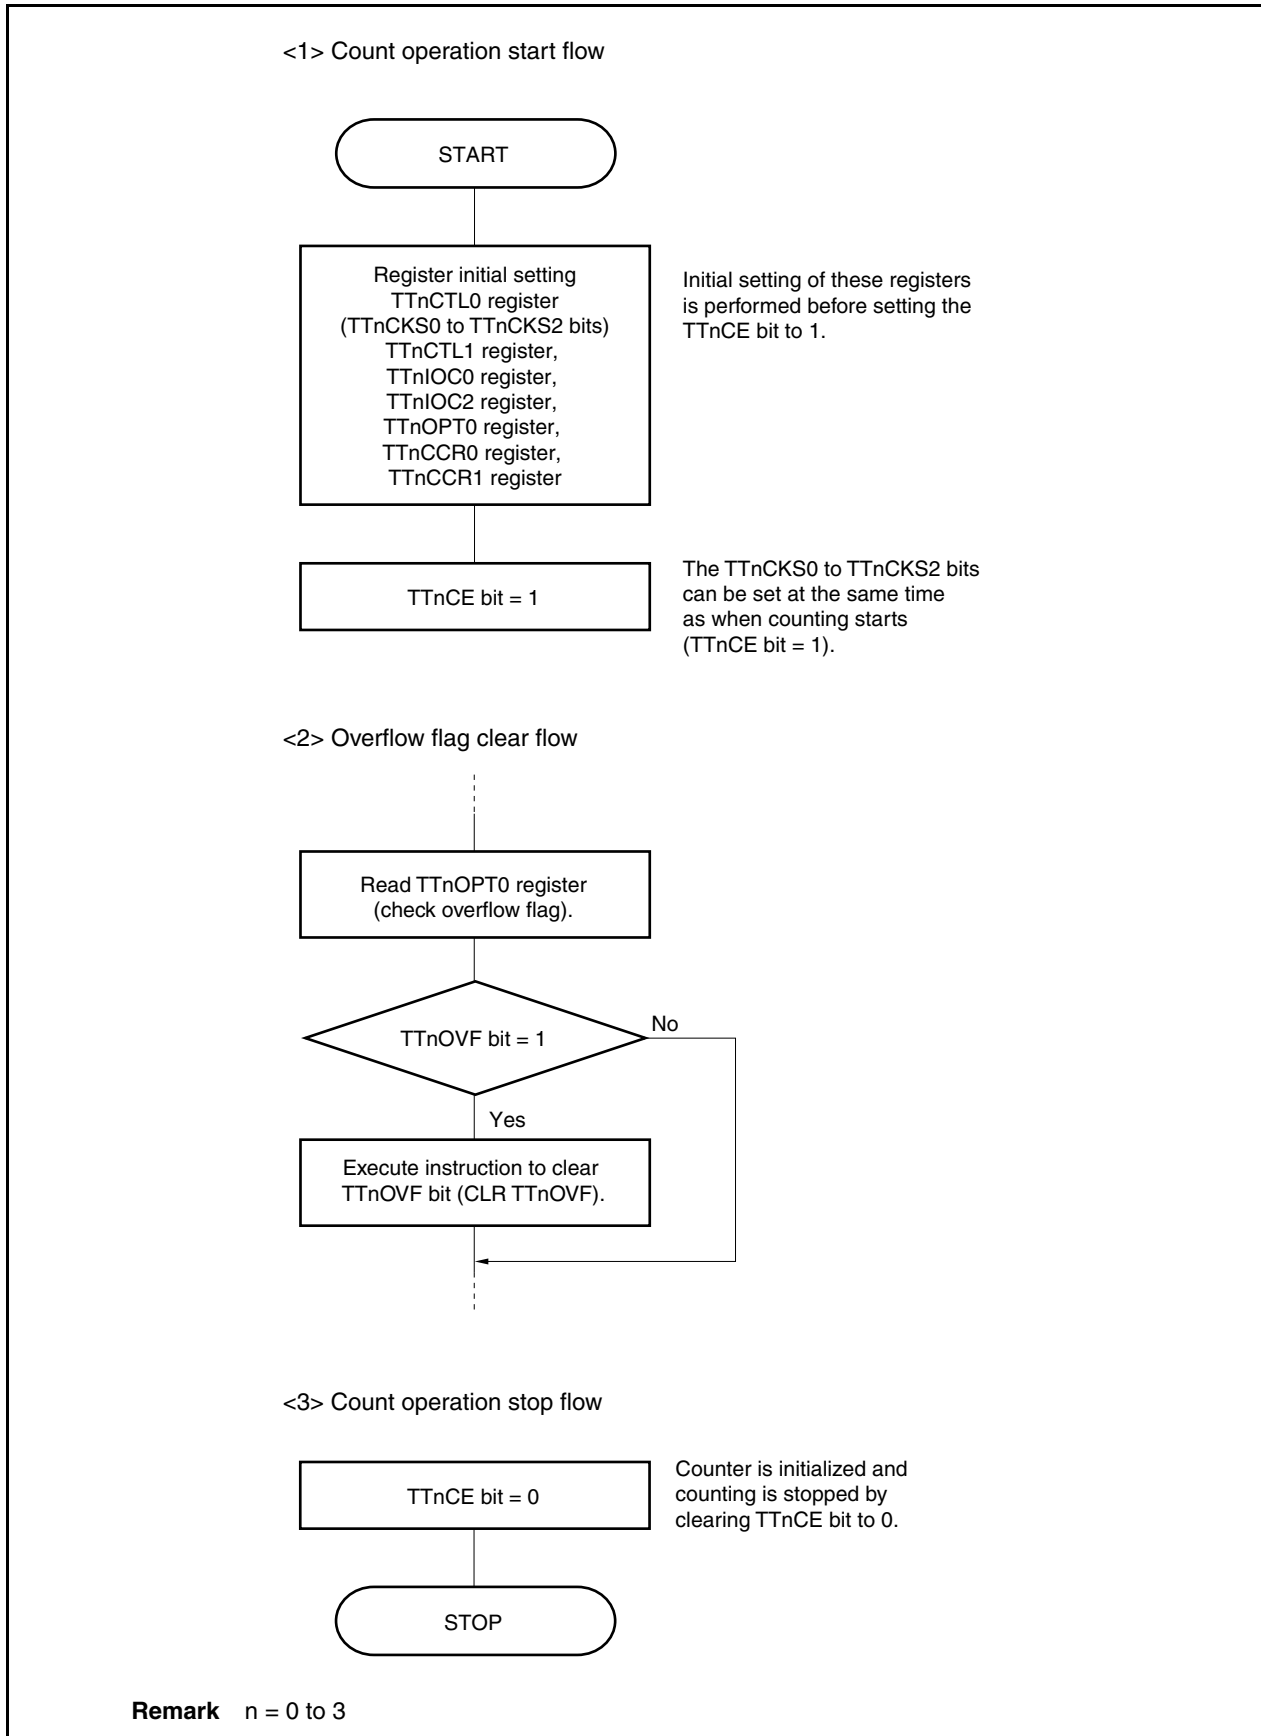 <1> Count operation start flow
START
Register initial setting
TTnCTL0 register
(TTnCKS0 to TTnCKS2 bits)
TTnCTL1 register,
TTnIOC0 register,
TTnIOC2 register,
TTnOPT0 register,
TTnCCR0 register,
TTnCCR1 register
Initial setting of these registers
is performed before setting the
TTnCE bit to 1.
TTnCE bit = 1
The TTnCKS0 to TTnCKS2 bits
can be set at the same time
as when counting starts
(TTnCE bit = 1).
<2> Overflow flag clear flow
Read TTnOPT0 register
(check overflow flag).
TTnOVF bit = 1
No
Yes
Execute instruction to clear
TTnOVF bit (CLR TTnOVF).
<3> Count operation stop flow
TTnCE bit = 0
Counter is initialized and
counting is stopped by
clearing TTnCE bit to 0.
STOP
Remark n = 0 to 3